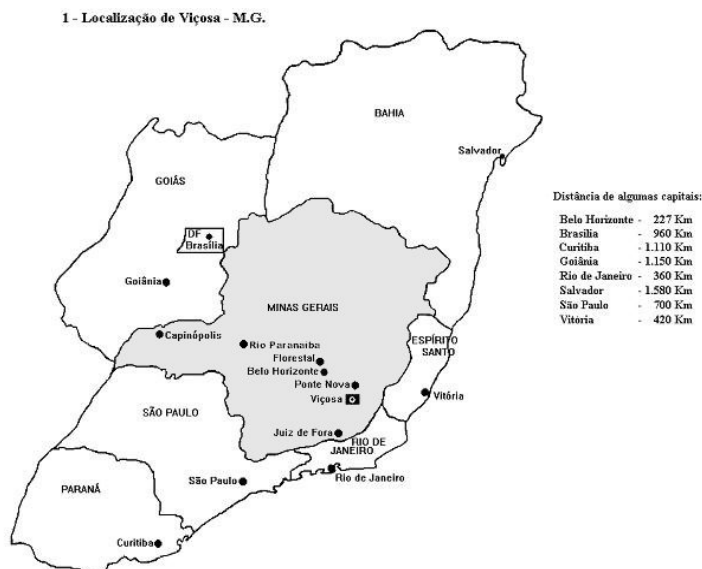 1 - Localização de Viçosa - M.G.
BAHIA
Salvador
GOIÁS
DF
Brasília
Goiânia
MINAS GERAIS
Capinópolis
Rio Paranaíba
Florestal
Belo Horizonte
Ponte Nova
Viçosa
ESPÍRITO
SANTO
Vitória
SÃO PAULO
Juiz de Fora
RIO DE
JANEIRO
Rio de Janeiro
São Paulo
PARANÁ
Curitiba
Distância de algumas capitais:
Belo Horizonte - 227 Km
Brasília - 960 Km
Curitiba - 1.110 Km
Goiânia - 1.150 Km
Rio de Janeiro - 360 Km
Salvador - 1.580 Km
São Paulo - 700 Km
Vitória - 420 Km